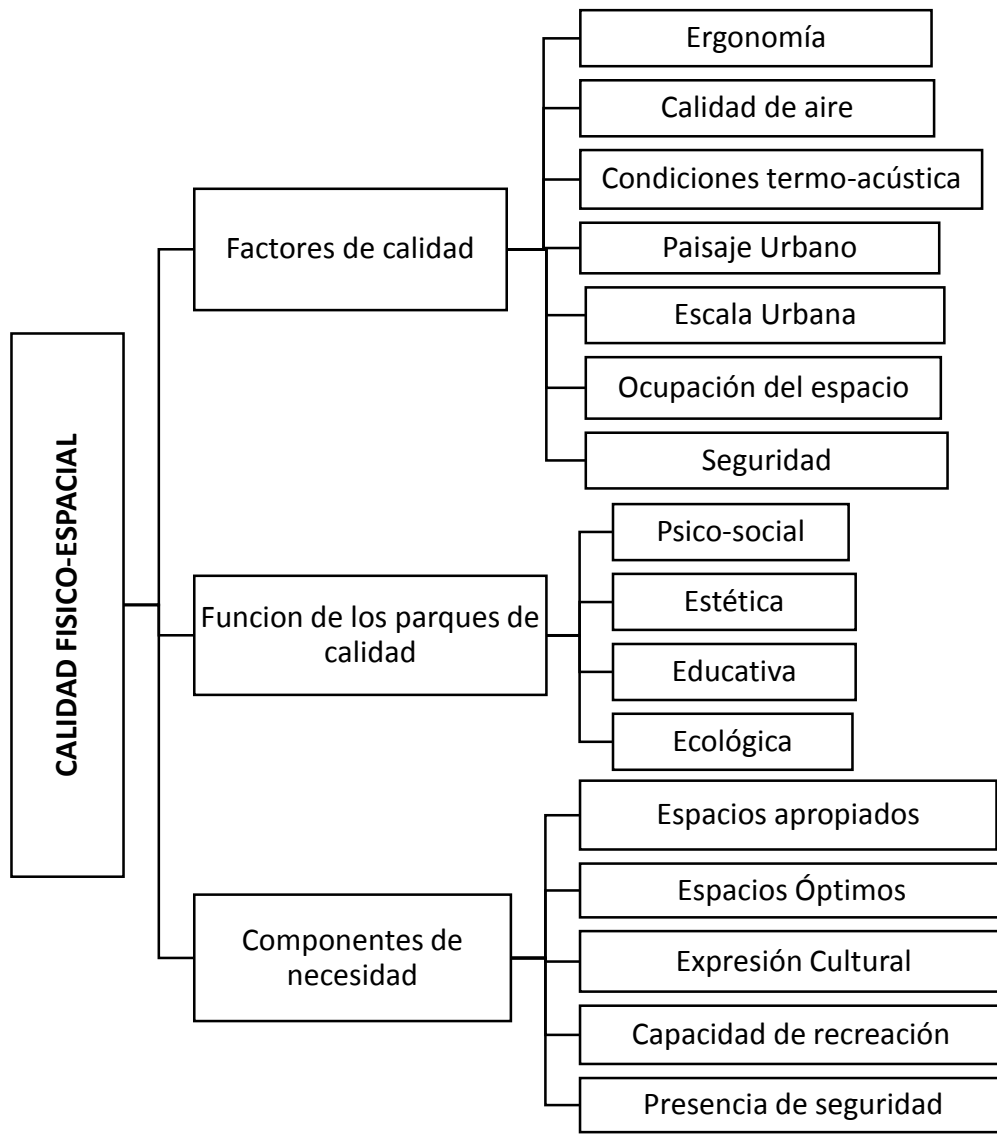 CALIDAD FISICO-ESPACIAL
Factores de calidad
Ergonomía
Calidad de aire
Condiciones termo-acústica
Paisaje Urbano
Escala Urbana
Ocupación del espacio
Seguridad
Funcion de los parques de
calidad
Psico-social
Estética
Educativa
Ecológica
Componentes de
necesidad
Espacios apropiados
Espacios Óptimos
Expresión Cultural
Capacidad de recreación
Presencia de seguridad